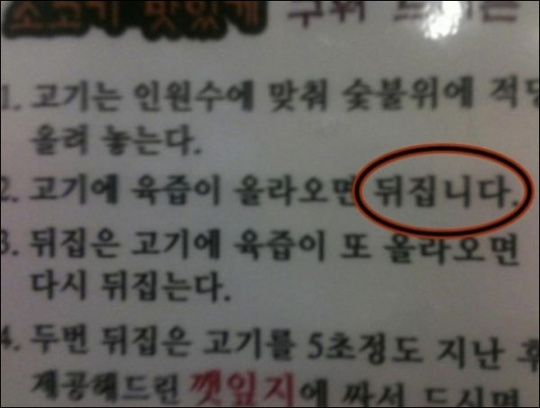 소고기 맛있게 구워 드시는
1. 고기는 인원수에 맞춰 숯불위에 적당
올려 놓는다.
2. 고기에 육즙이 올라오면 뒤집니다.
3. 뒤집은 고기에 육즙이 또 올라오면
다시 뒤집는다.
4. 두번 뒤집은 고기를 5초정도 지난 후
제공해드린 깻잎지에 싸서 드시면